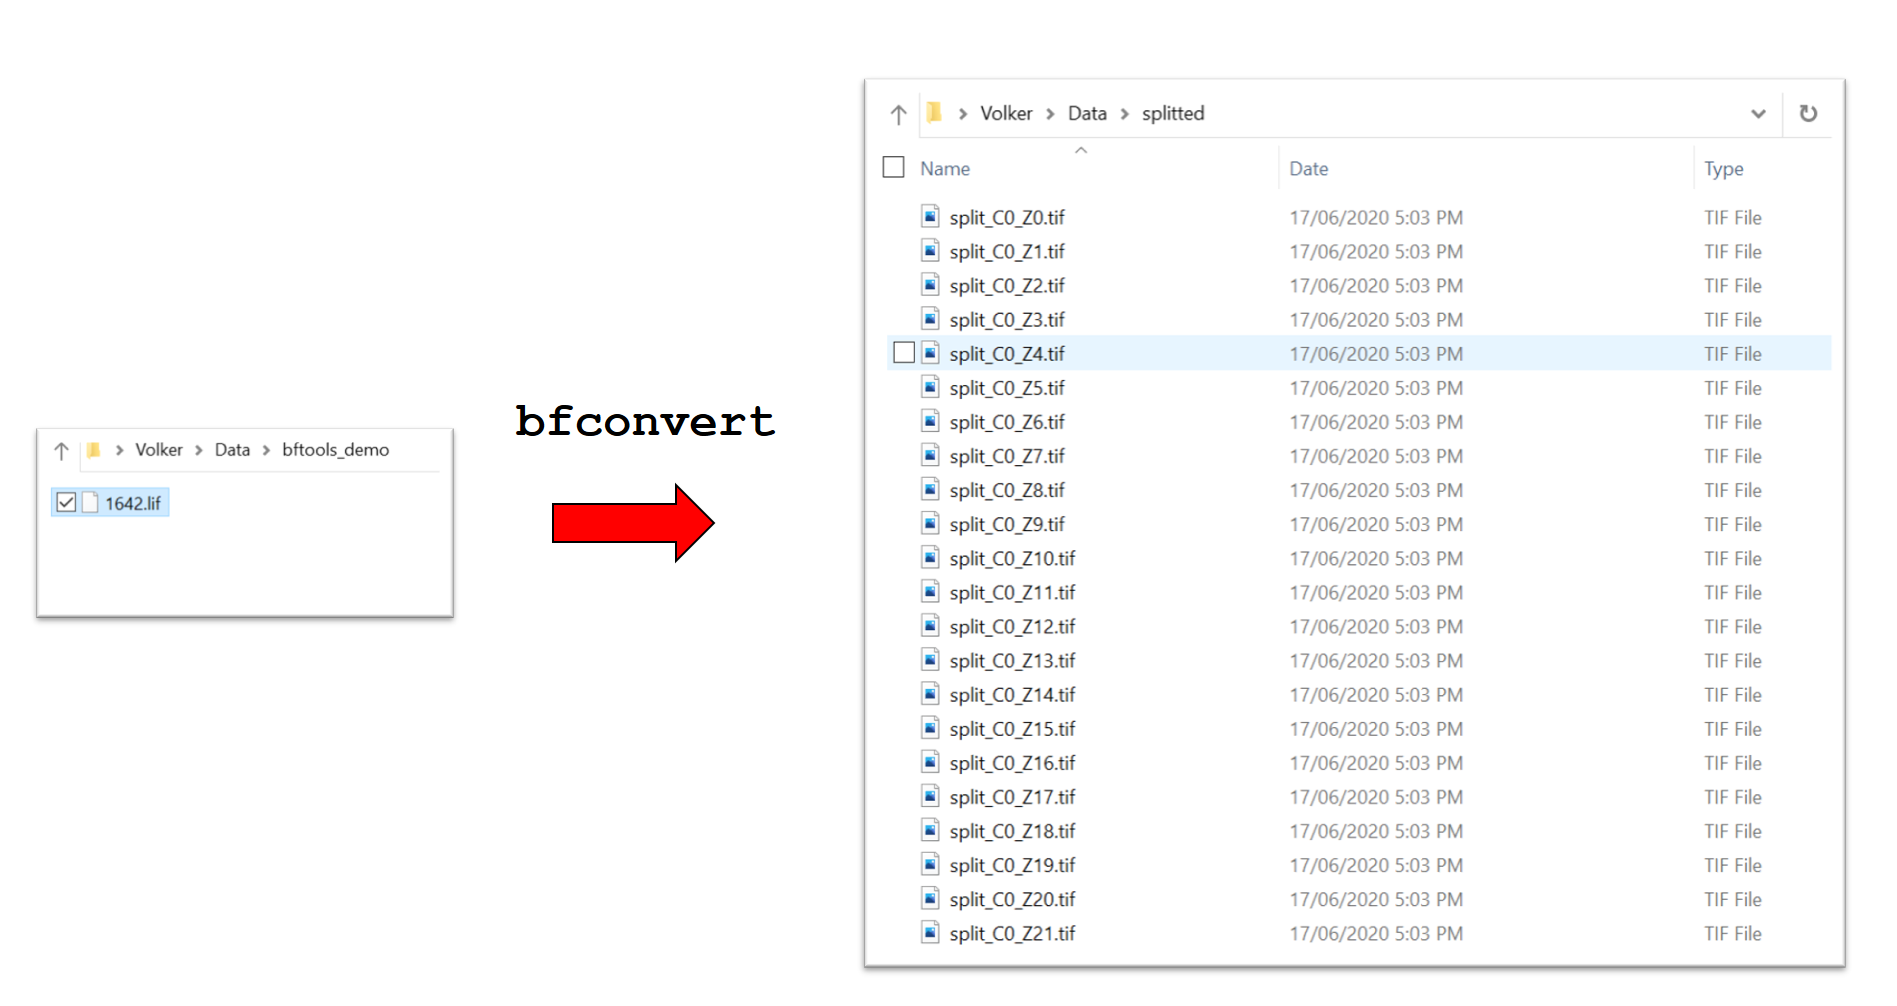 Volker Data bftools_demo
1642.lif
bfconvert
Volker Data splitted
Name Date Type
split_C0_Z0.tif 17/06/2020 5:03 PM TIF File
split_C0_Z1.tif 17/06/2020 5:03 PM TIF File
split_C0_Z2.tif 17/06/2020 5:03 PM TIF File
split_C0_Z3.tif 17/06/2020 5:03 PM TIF File
split_C0_Z4.tif 17/06/2020 5:03 PM TIF File
split_C0_Z5.tif 17/06/2020 5:03 PM TIF File
split_C0_Z6.tif 17/06/2020 5:03 PM TIF File
split_C0_Z7.tif 17/06/2020 5:03 PM TIF File
split_C0_Z8.tif 17/06/2020 5:03 PM TIF File
split_C0_Z9.tif 17/06/2020 5:03 PM TIF File
split_C0_Z10.tif 17/06/2020 5:03 PM TIF File
split_C0_Z11.tif 17/06/2020 5:03 PM TIF File
split_C0_Z12.tif 17/06/2020 5:03 PM TIF File
split_C0_Z13.tif 17/06/2020 5:03 PM TIF File
split_C0_Z14.tif 17/06/2020 5:03 PM TIF File
split_C0_Z15.tif 17/06/2020 5:03 PM TIF File
split_C0_Z16.tif 17/06/2020 5:03 PM TIF File
split_C0_Z17.tif 17/06/2020 5:03 PM TIF File
split_C0_Z18.tif 17/06/2020 5:03 PM TIF File
split_C0_Z19.tif 17/06/2020 5:03 PM TIF File
split_C0_Z20.tif 17/06/2020 5:03 PM TIF File
split_C0_Z21.tif 17/06/2020 5:03 PM TIF File